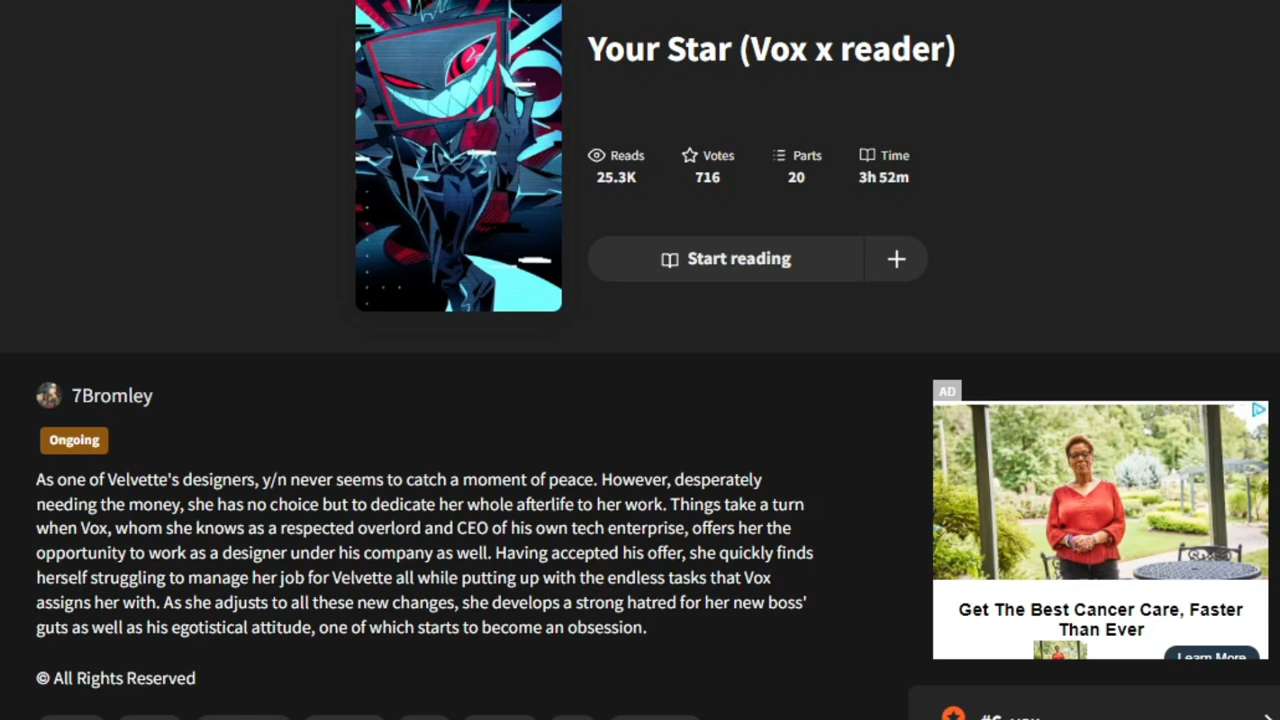 Your Star (Vox x reader)
Reads Votes Parts Time
25.3K 716 20 3h 52m
Start reading
7Bromley
Ongoing
As one of Velvette's designers, y/n never seems to catch a moment of peace. However, desperately
needing the money, she has no choice but to dedicate her whole afterlife to her work. Things take a turn
when Vox, whom she knows as a respected overlord and CEO of his own tech enterprise, offers her the
opportunity to work as a designer under his company as well. Having accepted his offer, she quickly finds
herself struggling to manage her job for Velvette all while putting up with the endless tasks that Vox
assigns her with. As she adjusts to all these new changes, she develops a strong hatred for her new boss'
guts as well as his egotistical attitude, one of which starts to become an obsession.
© All Rights Reserved
AD
Get The Best Cancer Care, Faster
Than Ever
Learn More